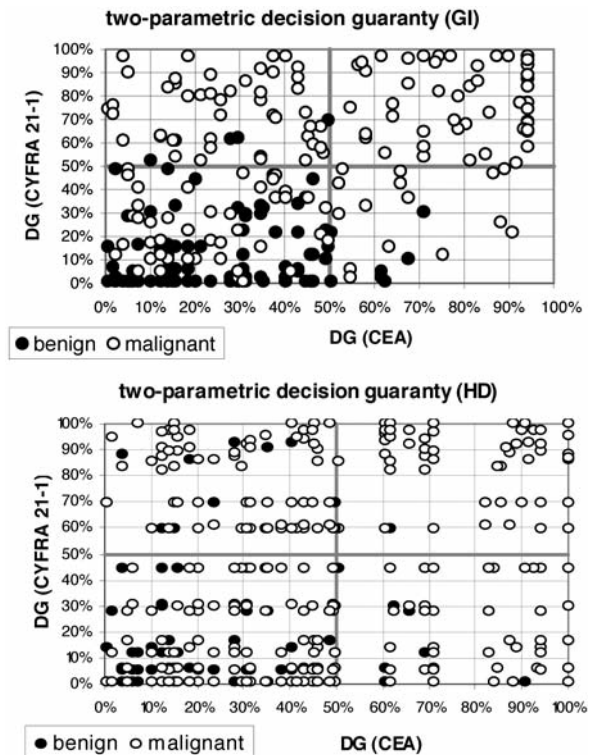 two-parametric decision guaranty (GI)
DG (CYFRA 21-1)
100%
90%
80%
70%
60%
50%
40%
30%
20%
10%
0%
0% 10% 20% 30% 40% 50% 60% 70% 80% 90% 100%
benign malignant
DG (CEA)
two-parametric decision guaranty (HD)
DG (CYFRA 21-1)
100%
90%
80%
70%
60%
50%
40%
30%
20%
10%
0%
0% 10% 20% 30% 40% 50% 60% 70% 80% 90% 100%
benign malignant
DG (CEA)